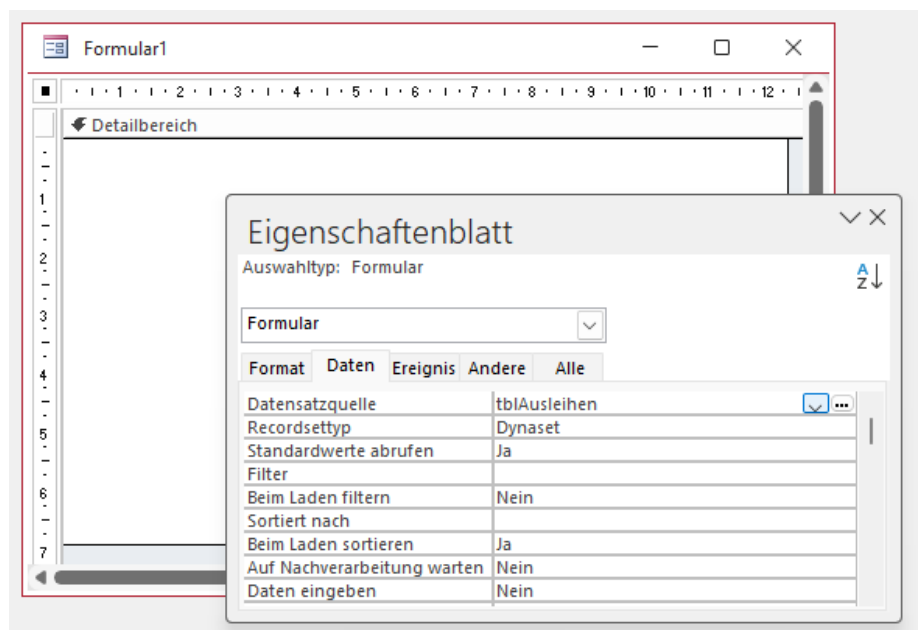 Formular1
1 2 3 4 5 6 7 8 9 10 11 12
Detailbereich
1
2
3
4
5
6
7
Eigenschaftenblatt
Auswahltyp: Formular
A
Z
Formular
Format Daten Ereignis Andere Alle
Datensatzquelle tblAusleihen
Recordsettyp Dynaset
Standardwerte abrufen Ja
Filter
Beim Laden filtern Nein
Sortiert nach
Beim Laden sortieren Ja
Auf Nachverarbeitung warten Nein
Daten eingeben Nein